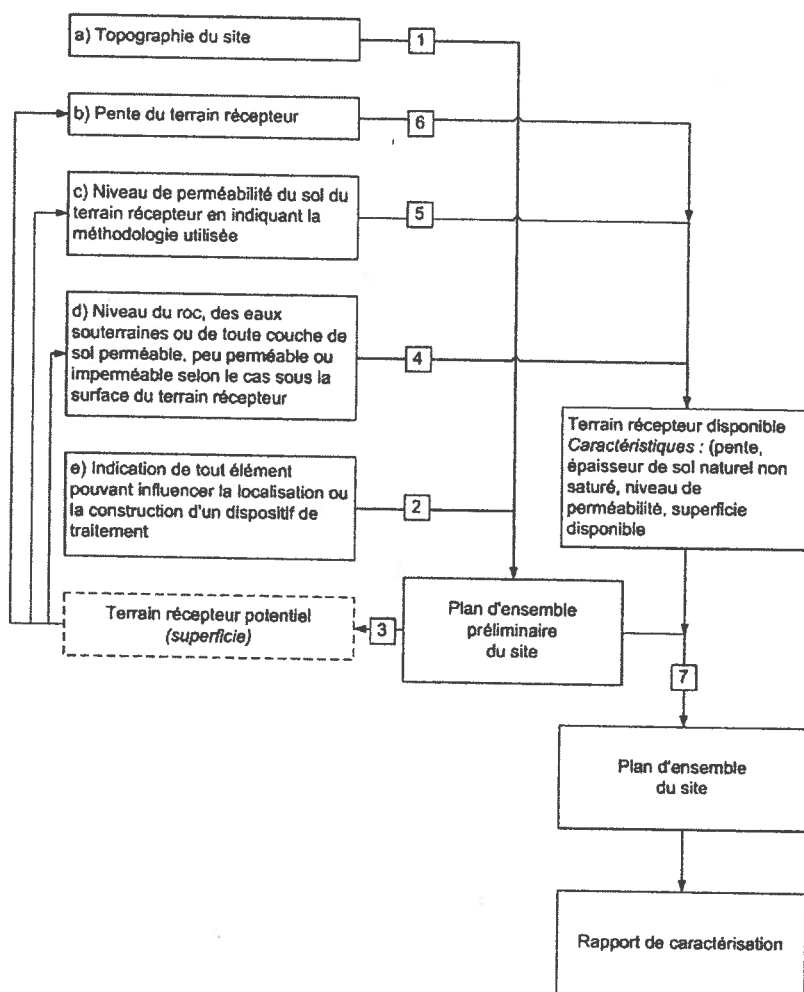 a) Topographie du site
1
b) Pente du terrain récepteur
6
c) Niveau de perméabilité du sol du
terrain récepteur en indiquant la
méthodologie utilisée
5
d) Niveau du roc, des eaux
souterraines ou de toute couche de
sol perméable, peu perméable ou
imperméable selon le cas sous la
surface du terrain récepteur
4
Terrain récepteur disponible
Caractéristiques : (pente,
épaisseur de sol naturel non
saturé, niveau de
perméabilité, superficie
disponible
e) Indication de tout élément
pouvant influencer la localisation ou
la construction d'un dispositif de
traitement
2
Terrain récepteur potentiel
(superficie)
3
Plan d'ensemble
préliminaire
du site
7
Plan d'ensemble
du site
Rapport de caractérisation